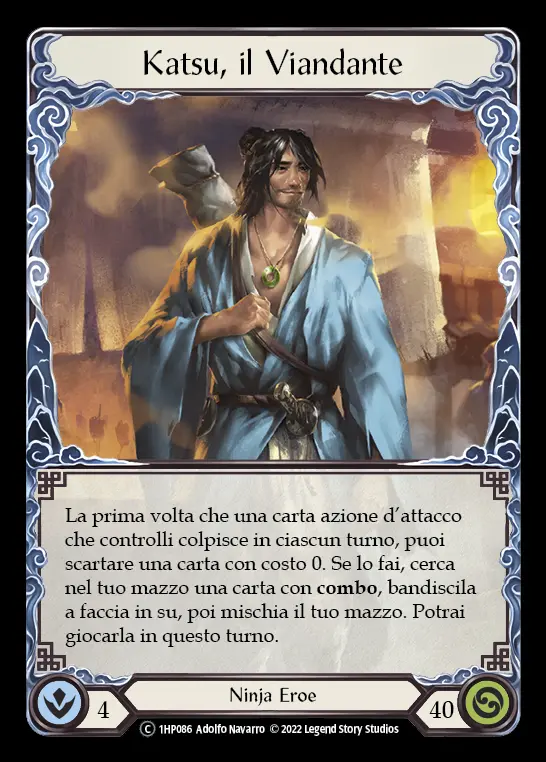 Katsu, il Viandante
La prima volta che una carta azione d'attacco
che controlli colpisce in ciascun turno, puoi
scartare una carta con costo 0. Se lo fai, cerca
nel tuo mazzo una carta con combo, bandiscila
a faccia in su, poi mischia il tuo mazzo. Potrai
giocarla in questo turno.
4
Ninja Eroe
40
C 1HP086 Adolfo Navarro © 2022 Legend Story Studios